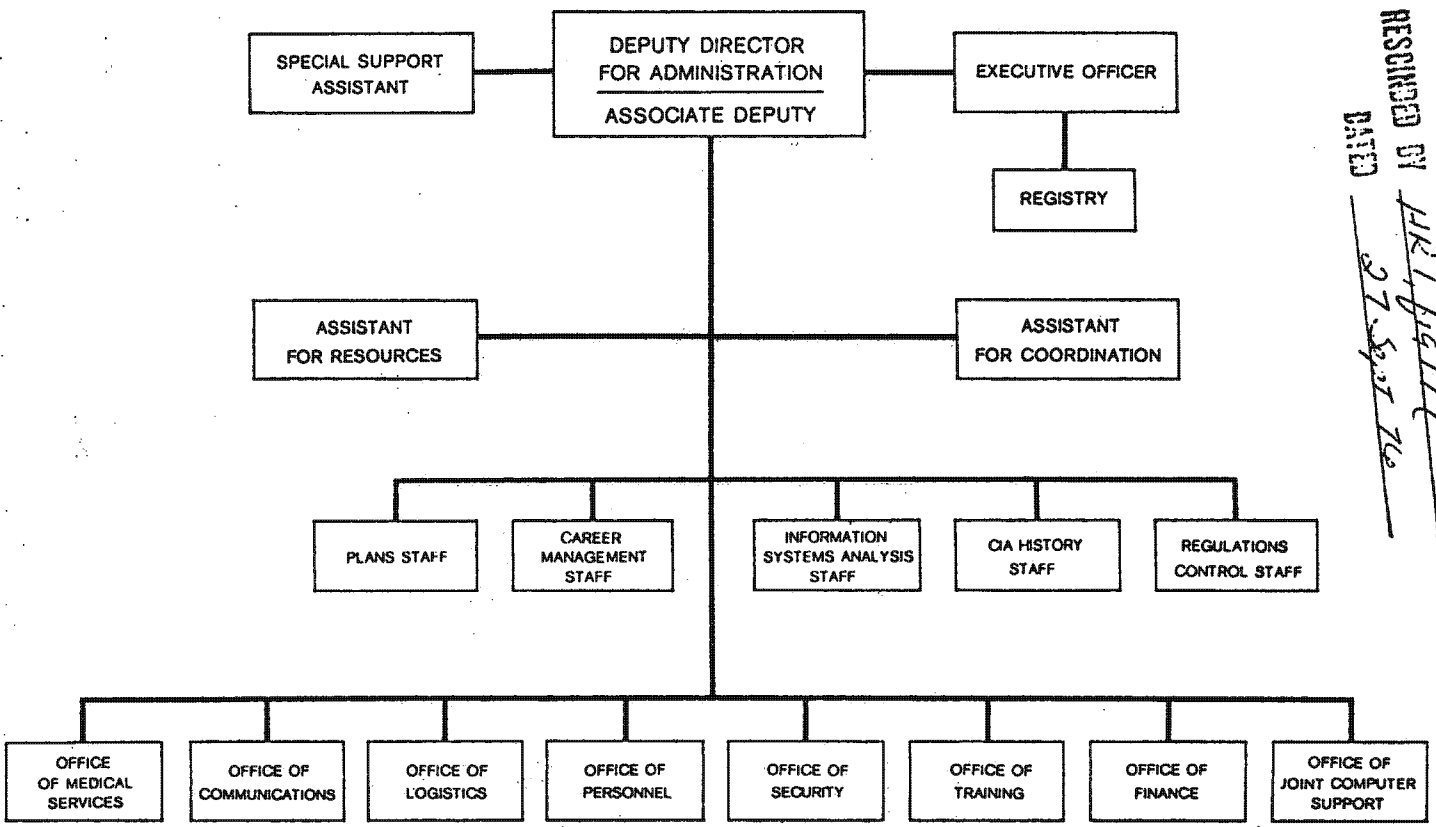 SPECIAL SUPPORT
ASSISTANT
DEPUTY DIRECTOR
FOR ADMINISTRATION
ASSOCIATE DEPUTY
EXECUTIVE OFFICER
REGISTRY
ASSISTANT
FOR RESOURCES
ASSISTANT
FOR COORDINATION
PLANS STAFF
CAREER
MANAGEMENT
STAFF
INFORMATION
SYSTEMS ANALYSIS
STAFF
CIA HISTORY
STAFF
REGULATIONS
CONTROL STAFF
OFFICE
OF MEDICAL
SERVICES
OFFICE OF
COMMUNICATIONS
OFFICE OF
LOGISTICS
OFFICE OF
PERSONNEL
OFFICE OF
SECURITY
OFFICE OF
TRAINING
OFFICE OF
FINANCE
OFFICE OF
JOINT COMPUTER
SUPPORT
RESCINDED BY
DATED 27 Sept 76